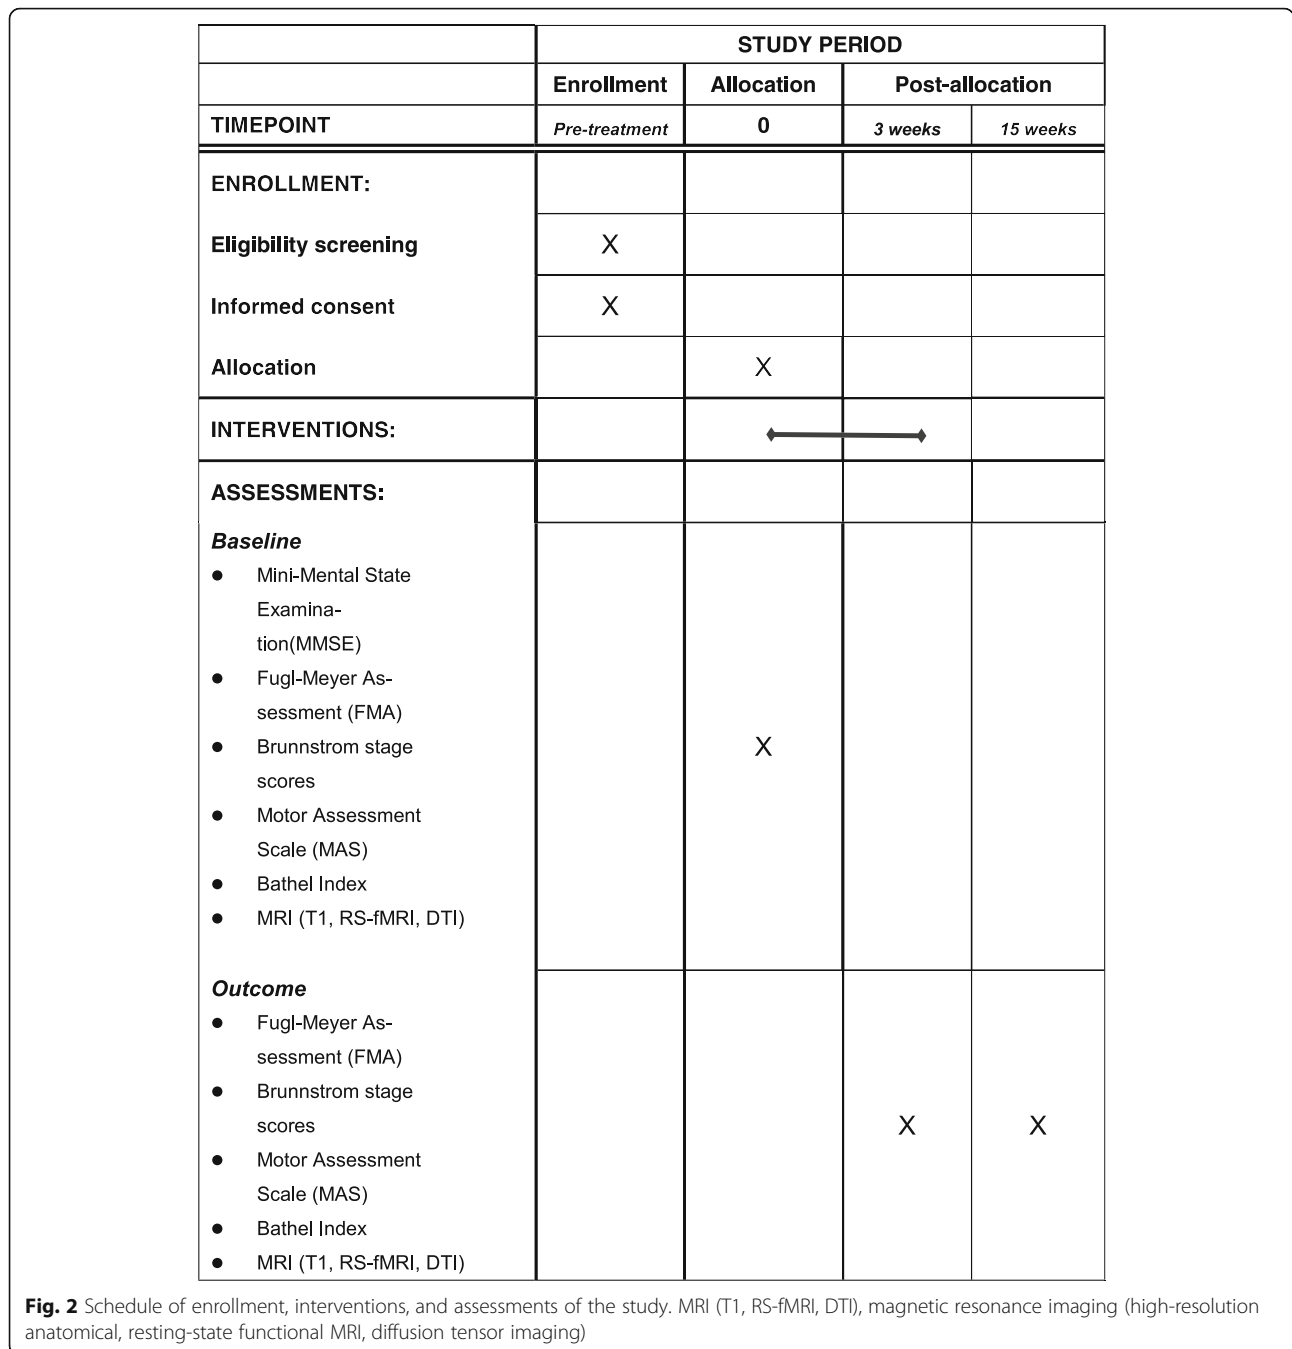 STUDY PERIOD
Enrollment Allocation Post-allocation
TIMEPOINT Pre-treatment 0 3 weeks 15 weeks
ENROLLMENT:
Eligibility screening X
Informed consent X
Allocation X
INTERVENTIONS:
ASSESSMENTS:
Baseline
● Mini-Mental State
Examina-
tion(MMSE)
● Fugl-Meyer As-
sessment (FMA)
● Brunnstrom stage X
scores
● Motor Assessment
Scale (MAS)
● Bathel Index
● MRI (T1, RS-fMRI, DTI)
Outcome
● Fugl-Meyer As-
sessment (FMA)
● Brunnstrom stage
scores X X
● Motor Assessment
Scale (MAS)
● Bathel Index
● MRI (T1, RS-fMRI, DTI)
Fig. 2 Schedule of enrollment, interventions, and assessments of the study. MRI (T1, RS-fMRI, DTI), magnetic resonance imaging (high-resolution
anatomical, resting-state functional MRI, diffusion tensor imaging)